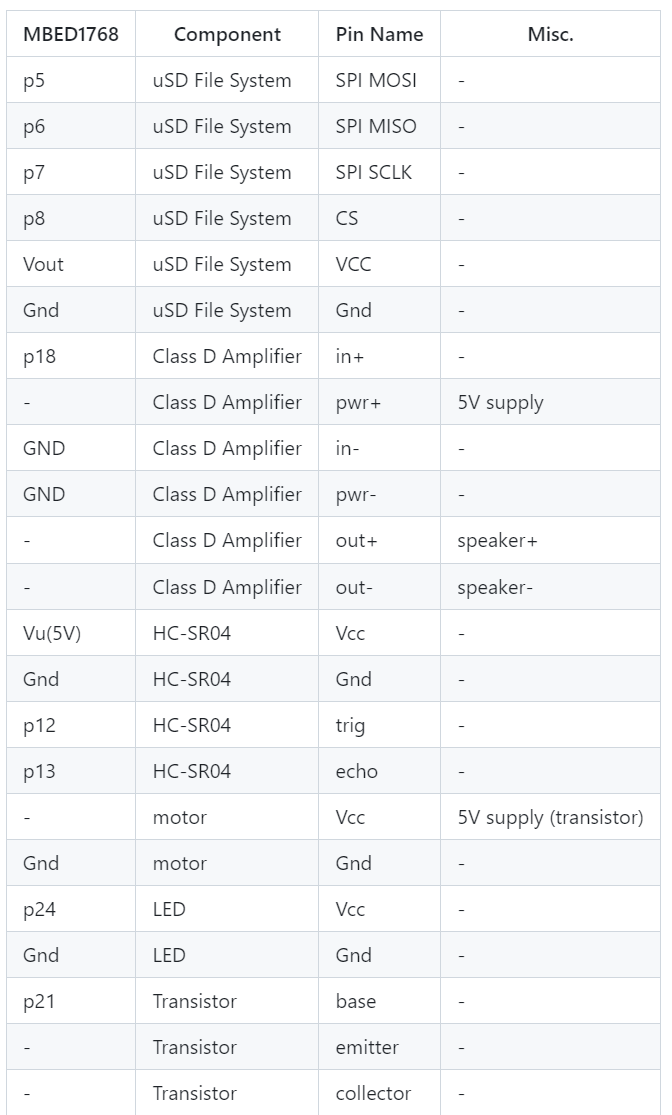 MBED1768 Component Pin Name Misc.
p5 uSD File System SPI MOSI -
p6 uSD File System SPI MISO -
p7 uSD File System SPI SCLK -
p8 uSD File System CS -
Vout uSD File System VCC -
Gnd uSD File System Gnd -
p18 Class D Amplifier in+ -
- Class D Amplifier pwr+ 5V supply
GND Class D Amplifier in- -
GND Class D Amplifier pwr- -
- Class D Amplifier out+ speaker+
- Class D Amplifier out- speaker-
Vu(5V) HC-SR04 Vcc -
Gnd HC-SR04 Gnd -
p12 HC-SR04 trig -
p13 HC-SR04 echo -
- motor Vcc 5V supply (transistor)
Gnd motor Gnd -
p24 LED Vcc -
Gnd LED Gnd -
p21 Transistor base -
- Transistor emitter -
- Transistor collector -